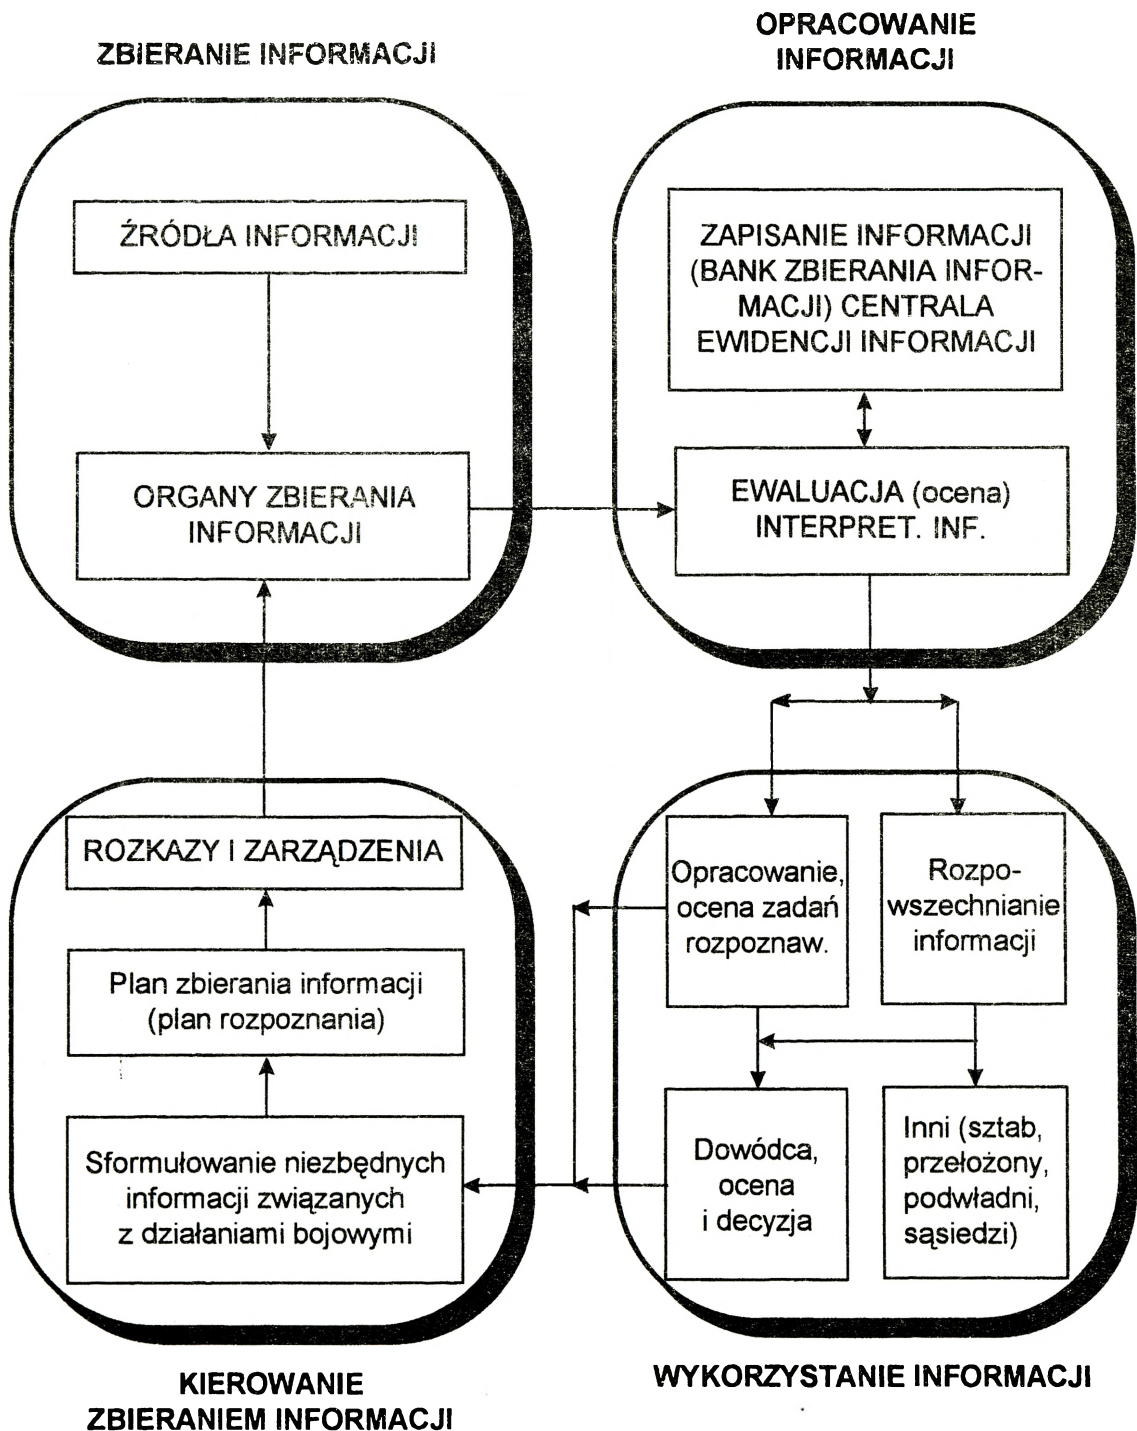 ZBIERANIE INFORMACJI
ŹRÓDŁA INFORMACJI
ORGANY ZBIERANIA
INFORMACJI
OPRACOWANIE
INFORMACJI
ZAPISANIE INFORMACJI
(BANK ZBIERANIA INFOR-
MACJI) CENTRALA
EWIDENCJI INFORMACJI
EWALUACJA (ocena)
INTERPRET. INF.
ROZKAZY I ZARZĄDZENIA
Plan zbierania informacji
(plan rozpoznania)
Sformułowanie niezbędnych
informacji związanych
z działaniami bojowymi
KIEROWANIE
ZBIERANIEM INFORMACJI
Opracowanie,
ocena zadań
rozpoznaw.
Rozpo-
wszechnianie
informacji
Dowódca,
ocena
i decyzja
Inni (sztab,
przełożony,
podwładni,
sąsiedzi)
WYKORZYSTANIE INFORMACJI